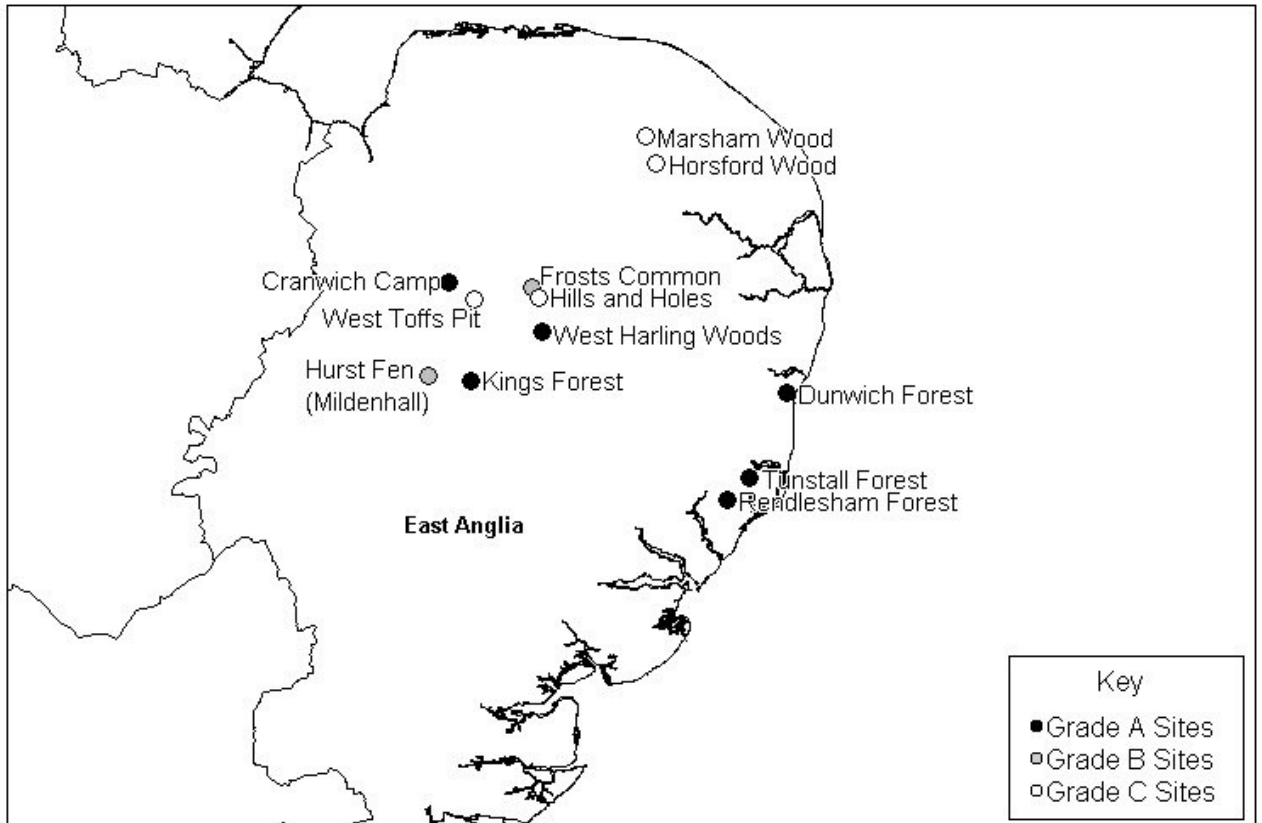 Marsham Wood
Horsford Wood
Cranwich Camp
Frosts Common
Hills and Holes
West Toffs Pit
West Harling Woods
Hurst Fen
(Mildenhall)
Kings Forest
Dunwich Forest
Tunstall Forest
Rendlesham Forest
East Anglia
Key
Grade A Sites
Grade B Sites
Grade C Sites